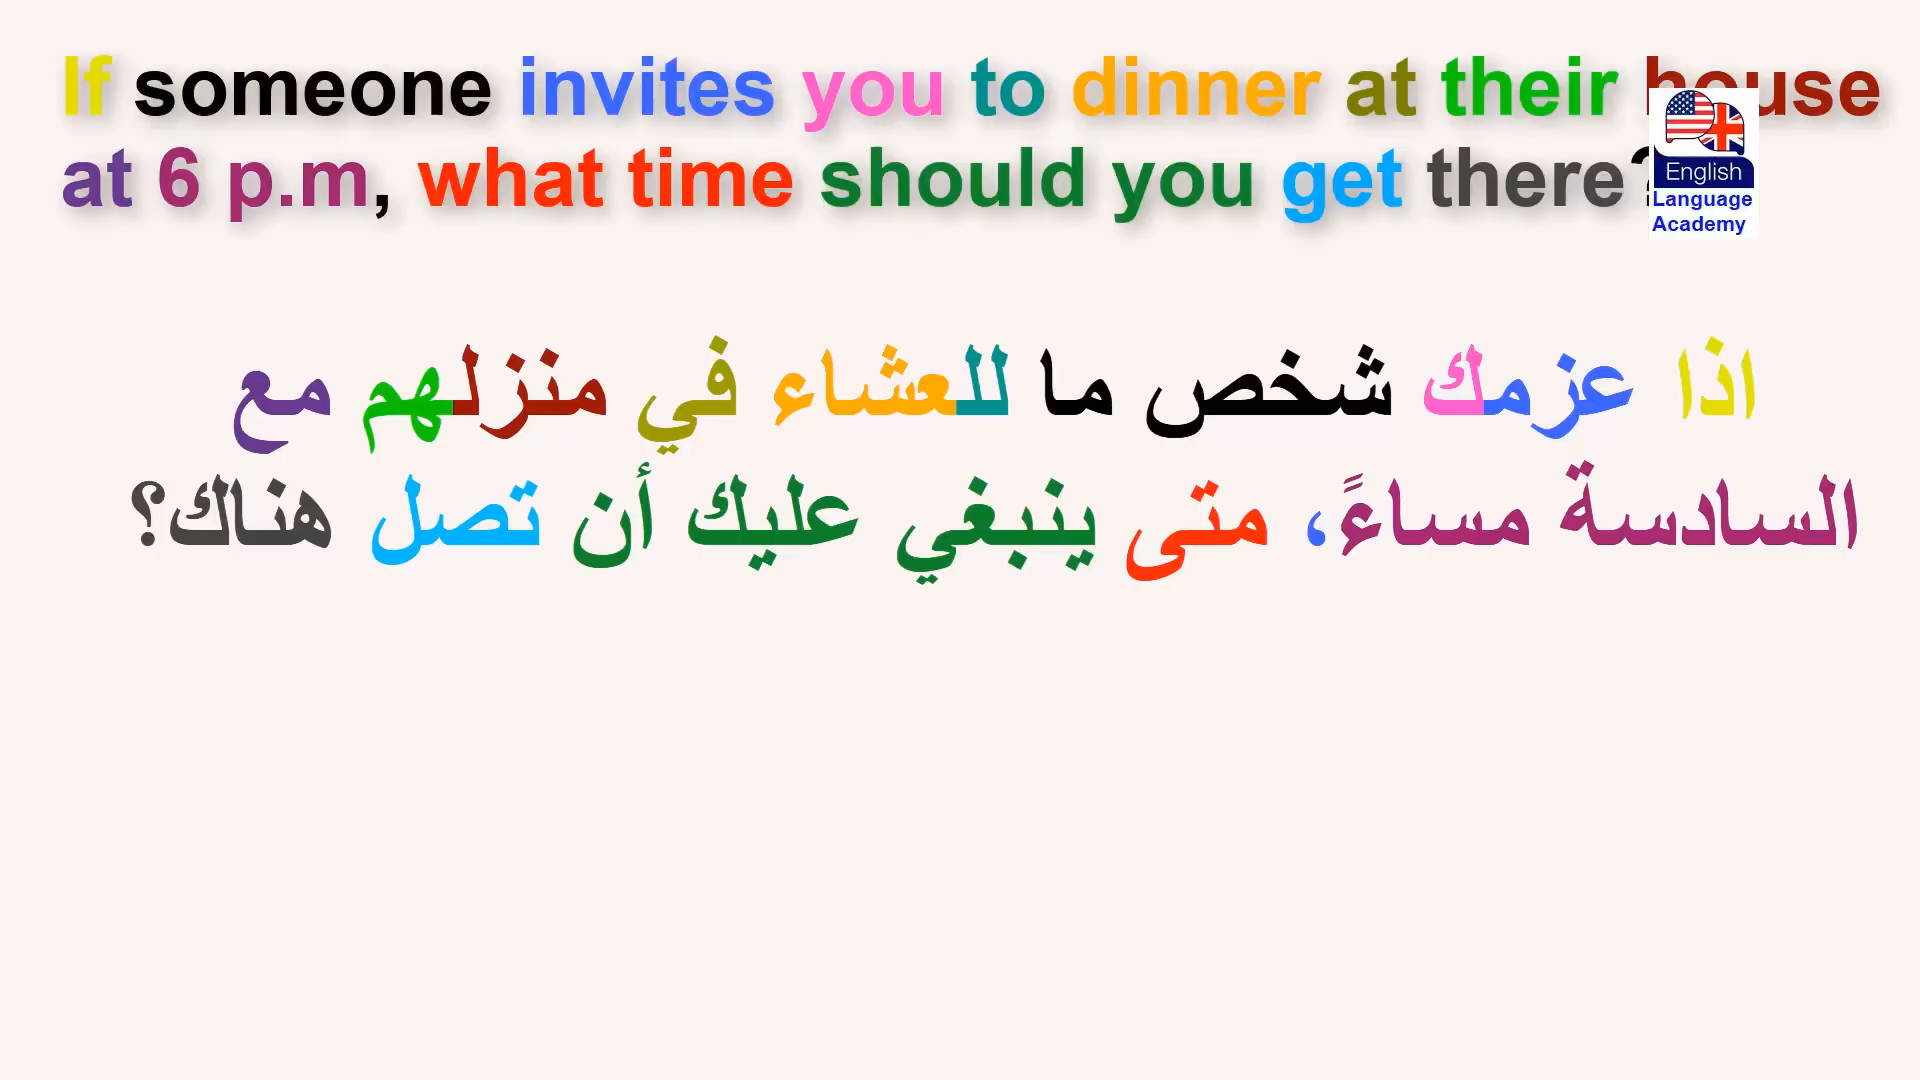 If someone invites you to dinner at their house
at 6 p.m, what time should you get there?
English
Language
Academy
اذا عزمك شخص ما للعشاء في منزلهم مع
السادسة مساءً، متى ينبغي عليك أن تصل هناك؟